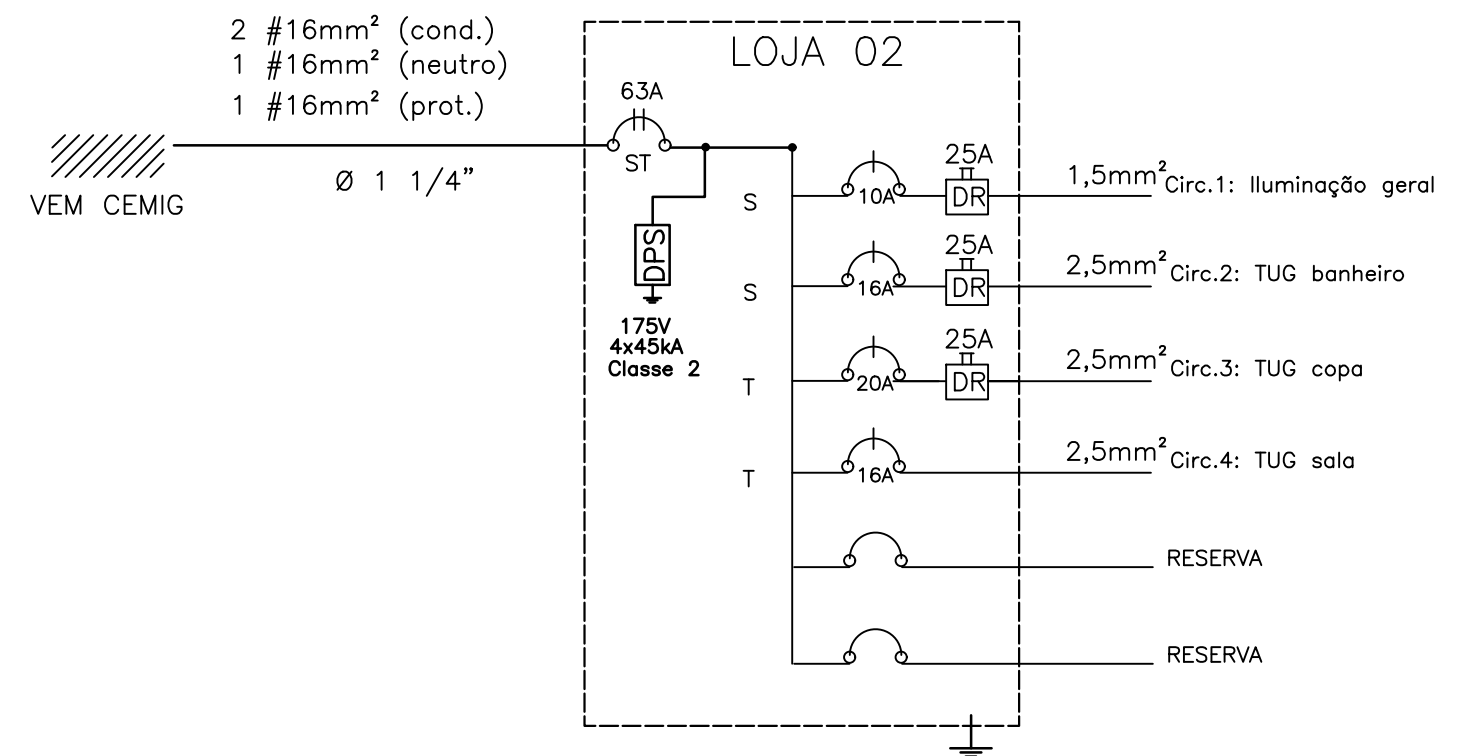 2 #16mm² (cond.)
1 #16mm² (neutro)
1 #16mm² (prot.)
Ø 1 1/4"
VEM CEMIG
LOJA 02
63A
ST
DPS
175V
4x45kA
Classe 2
S
10A
25A
DR
1,5mm² Circ.1: Iluminação geral
S
16A
25A
DR
2,5mm² Circ.2: TUG banheiro
T
20A
25A
DR
2,5mm² Circ.3: TUG copa
T
16A
2,5mm² Circ.4: TUG sala
RESERVA
RESERVA